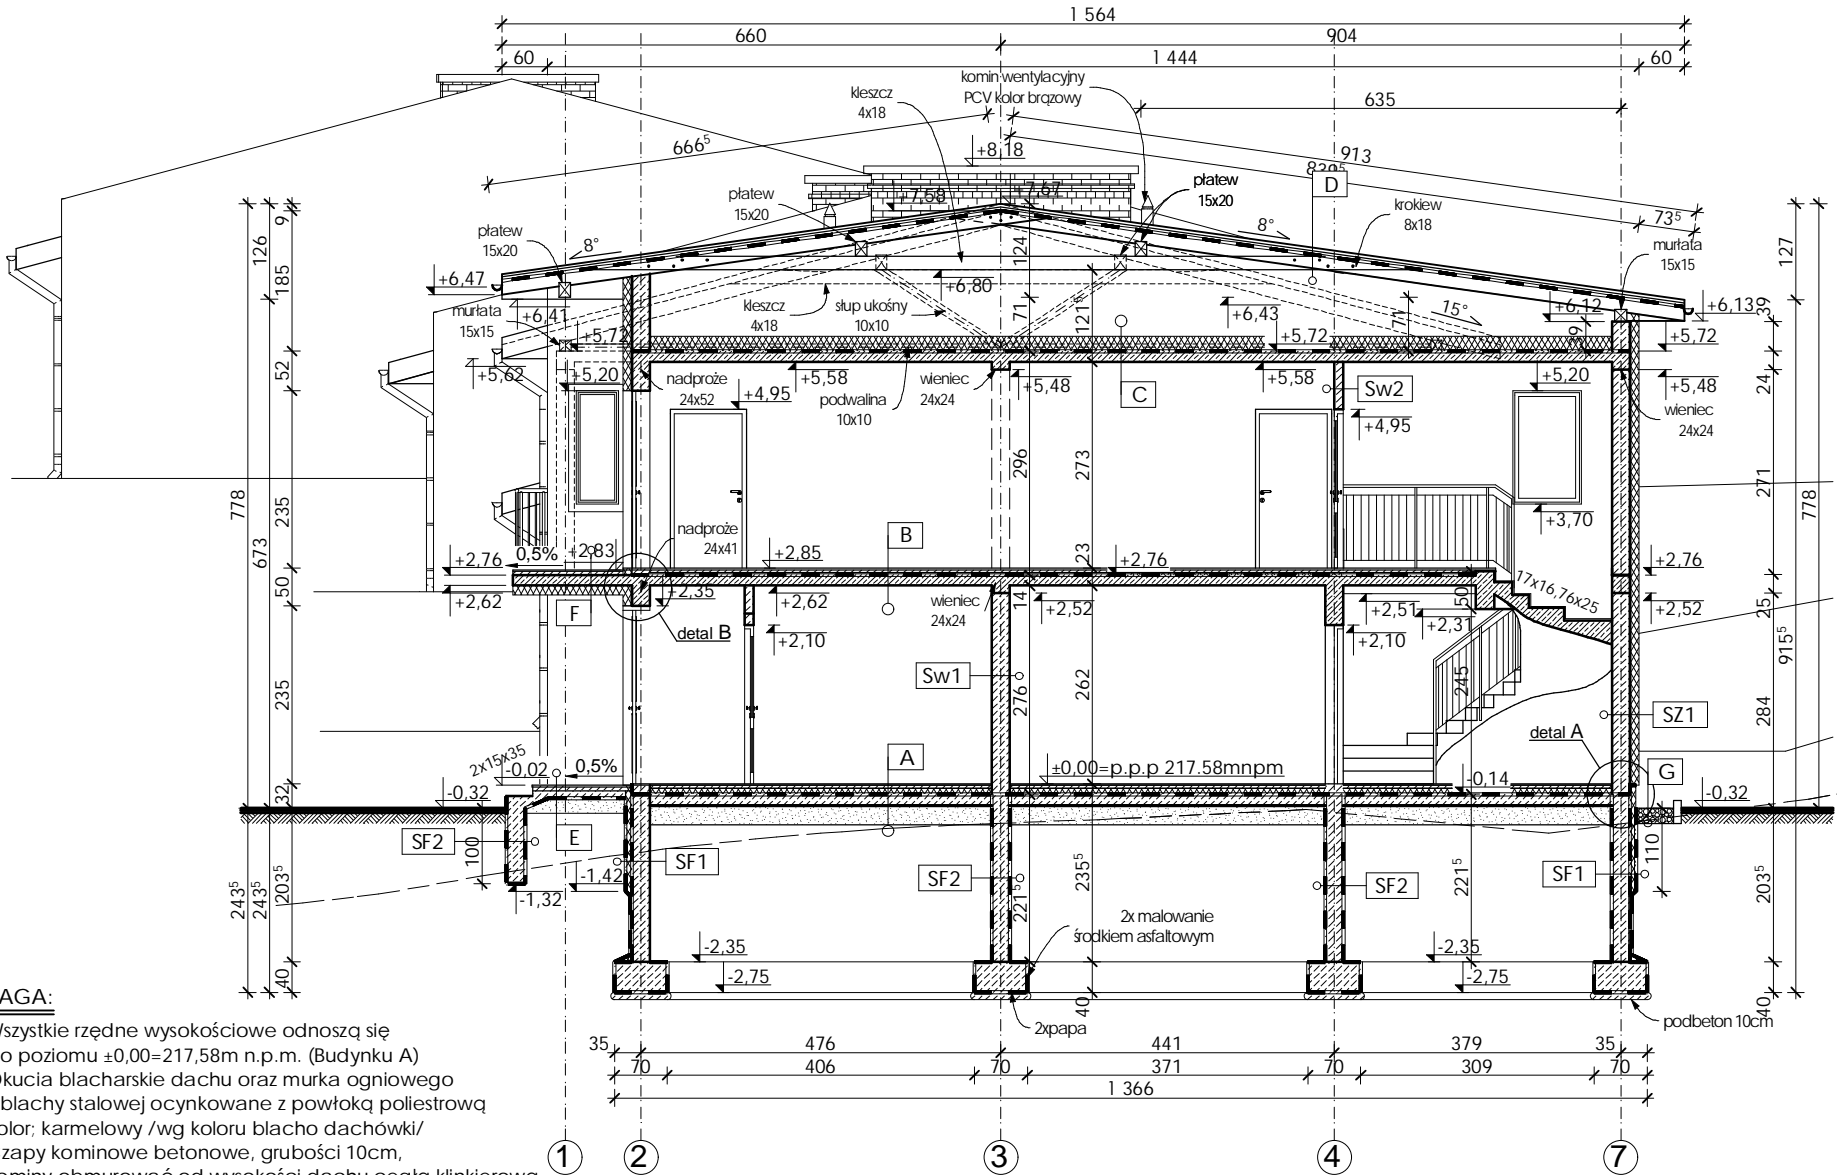 1 564
660
904
60
1 444
60
komin wentylacyjny
PCV kolor brązowy
kleszcz
4x18
635
666⁵
+8,18
913
839⁵
D
płatew
15x20
płatew
15x20
+7,58
+7,67
krokiew
8x18
73⁵
płatew
15x20
8°
8°
murłata
15x15
9
126
185
124
127
+6,47
+6,80
+6,41
murłata
15x15
kleszcz
4x18
słup ukośny
10x10
71
121⁵
+6,43
71
15°
+6,12
+6,13
39
39
+5,72
+5,72
+5,72
+5,62
+5,20
52
nadproże
24x52
+5,58
wieniec
24x24
+5,48
+5,58
Sw2
+5,20
+5,48
24
+4,95
podwalina
10x10
C
+4,95
wieniec
24x24
778
673
235
296
273
271
778
+3,70
nadproże
24x41
B
+2,76
0,5%
+2,83
+2,85
23
+2,76
+2,76
50
+2,62
+2,35
+2,62
wieniec
24x24
14
+2,52
+2,51
50
17x16,76x25
+2,52
25
F
detal B
+2,10
+2,10
+2,31
915⁵
Sw1
235
276
262
245
SZ1
284
detal A
2x15x35
-0,02
0,5%
A
±0,00=p.p.p 217.58mnpm
-0,14
G
32
-0,32
-0,32
SF2
E
100
SF1
-1,42
-1,32
SF2
SF2
SF1
110
243⁵
243⁵
203⁵
221⁵
235⁵
221⁵
203⁵
2x malowanie
środkiem asfaltowym
-2,35
-2,35
-2,75
-2,75
40
40
40
2xpapa
podbeton 10cm
AGA:
Wszystkie rzędne wysokościowe odnoszą się
o poziomu ±0,00=217,58m n.p.m. (Budynku A)
Okucia blacharskie dachu oraz murka ogniowego
blachy stalowej ocynkowane z powłoką poliestrową
olor; karmelowy /wg koloru blacho dachówki/
zapy kominowe betonowe, grubości 10cm,
ominy obmurować od wysokości dachu cegłą klinkierową
35
476
441
379
35
70
406
70
371
70
309
70
1 366
1
2
3
4
7